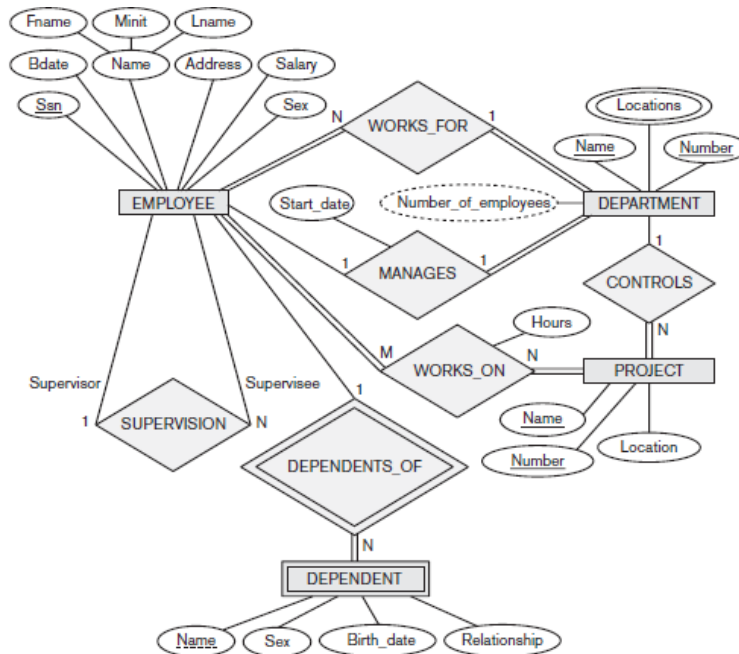 Fname Minit Lname
Bdate Name Address Salary
Ssn Sex
N 1
WORKS_FOR
Locations
Name Number
EMPLOYEE
Start_date
Number_of_employees
DEPARTMENT
1 MANAGES 1
1
CONTROLS
N
Hours
M WORKS_ON N
PROJECT
Supervisor Supervisee
1 SUPERVISION N
1
Name
Number
Location
DEPENDENTS_OF
N
DEPENDENT
Name Sex Birth_date Relationship